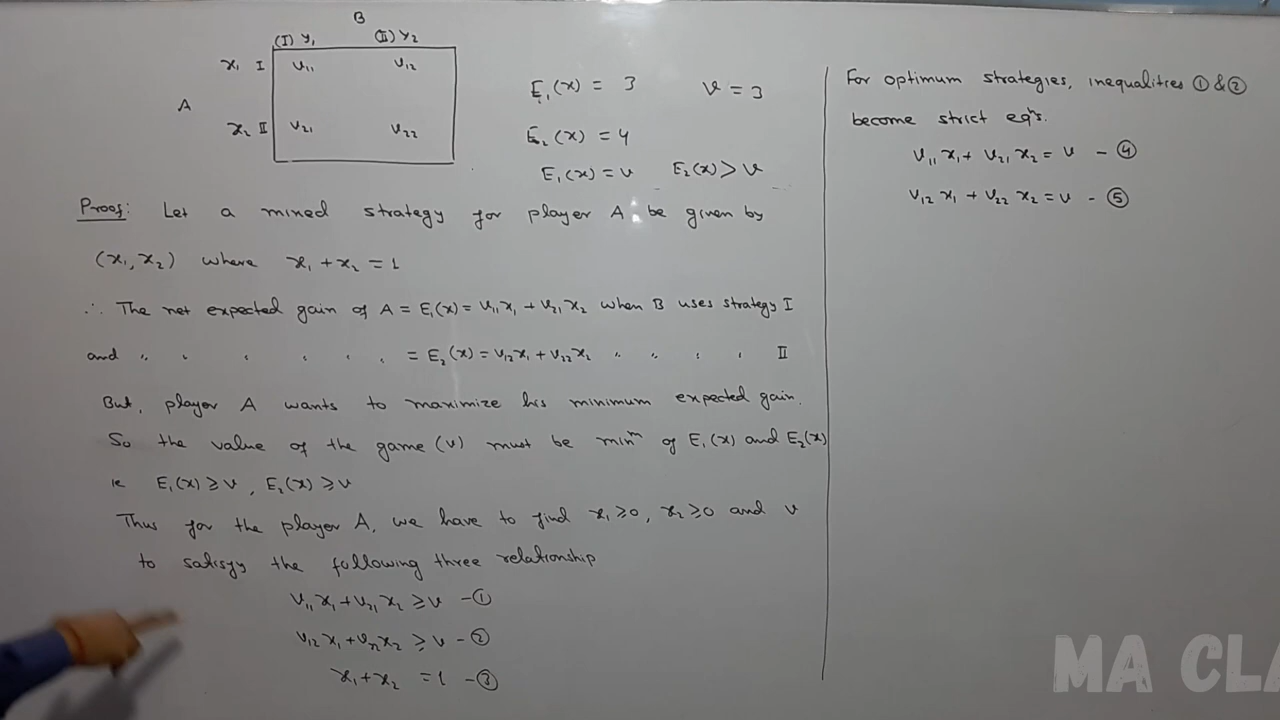 B
(I) y₁ (II) y₂
x₁ I v₁₁ v₁₂
A
x₂ II v₂₁ v₂₂
E₁(x) = 3 v = 3
E₂(x) = 4
E₁(x) = v E₂(x) > v
Proof: Let a mixed strategy for player A be given by
(x₁, x₂) where x₁ + x₂ = 1
∴ The net expected gain of A = E₁(x) = v₁₁x₁ + v₂₁x₂ when B uses strategy I
and " " " " " " = E₂(x) = v₁₂x₁ + v₂₂x₂ " " " " II
But, player A wants to maximize his minimum expected gain.
So the value of the game (v) must be minᵐ of E₁(x) and E₂(x)
ie E₁(x) ≥ v, E₂(x) ≥ v
Thus for the player A, we have to find x₁ ≥ 0, x₂ ≥ 0 and v
to satisfy the following three relationship
v₁₁x₁ + v₂₁x₂ ≥ v – ①
v₁₂x₁ + v₂₂x₂ ≥ v – ②
x₁ + x₂ = 1 – ③
For optimum strategies, inequalities ① & ②
become strict eqⁿs.
v₁₁x₁ + v₂₁x₂ = v – ④
v₁₂x₁ + v₂₂x₂ = v – ⑤
MA CLA